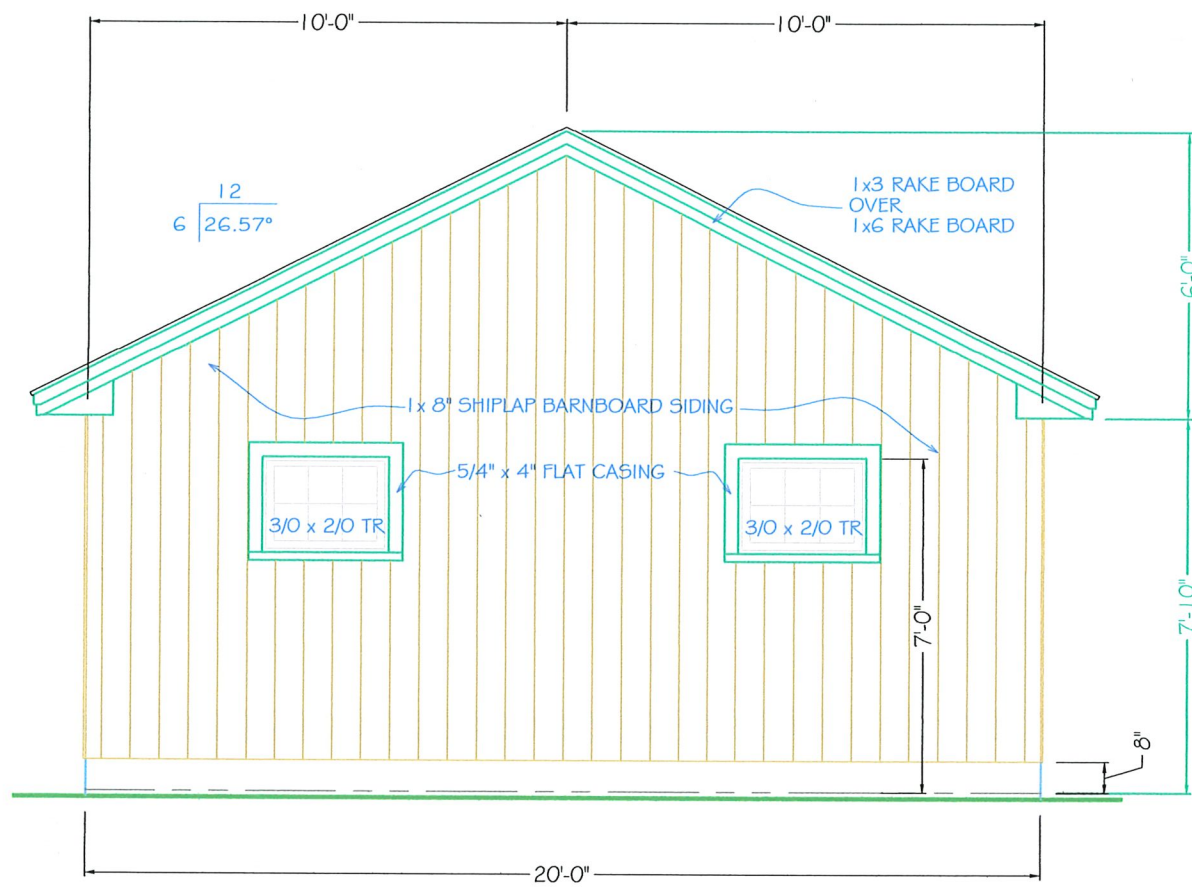 10'-0"
10'-0"
12
6 26.57°
1x3 RAKE BOARD
OVER
1x6 RAKE BOARD
6'-0"
1 x 8" SHIPLAP BARNBOARD SIDING
5/4" x 4" FLAT CASING
3/0 x 2/0 TR
3/0 x 2/0 TR
7'-0"
7'-10"
8"
20'-0"